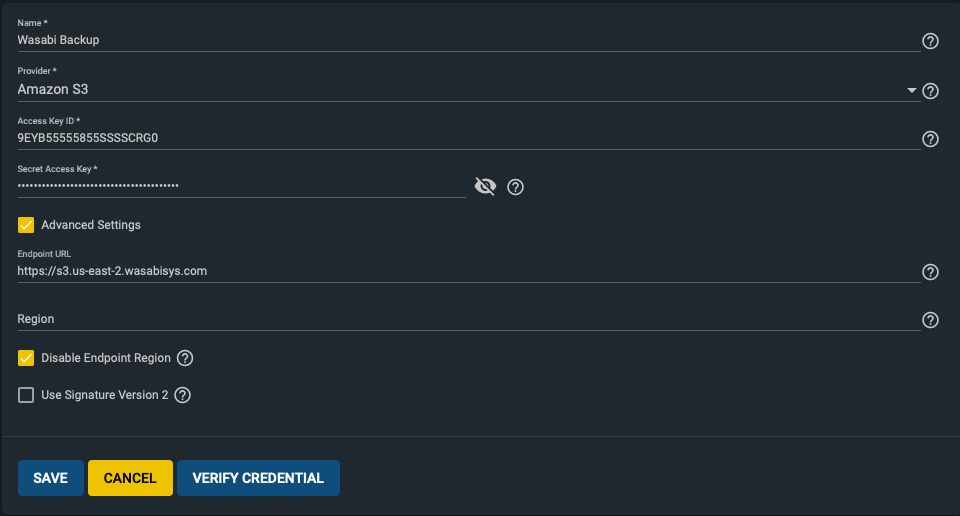 Name *
Wasabi Backup
Provider *
Amazon S3
Access Key ID *
9EYB55555855SSSSCRG0
Secret Access Key *
••••••••••••••••••••••••••••••••••••••••
Advanced Settings
Endpoint URL
https://s3.us-east-2.wasabisys.com
Region
Disable Endpoint Region
Use Signature Version 2
SAVE CANCEL VERIFY CREDENTIAL